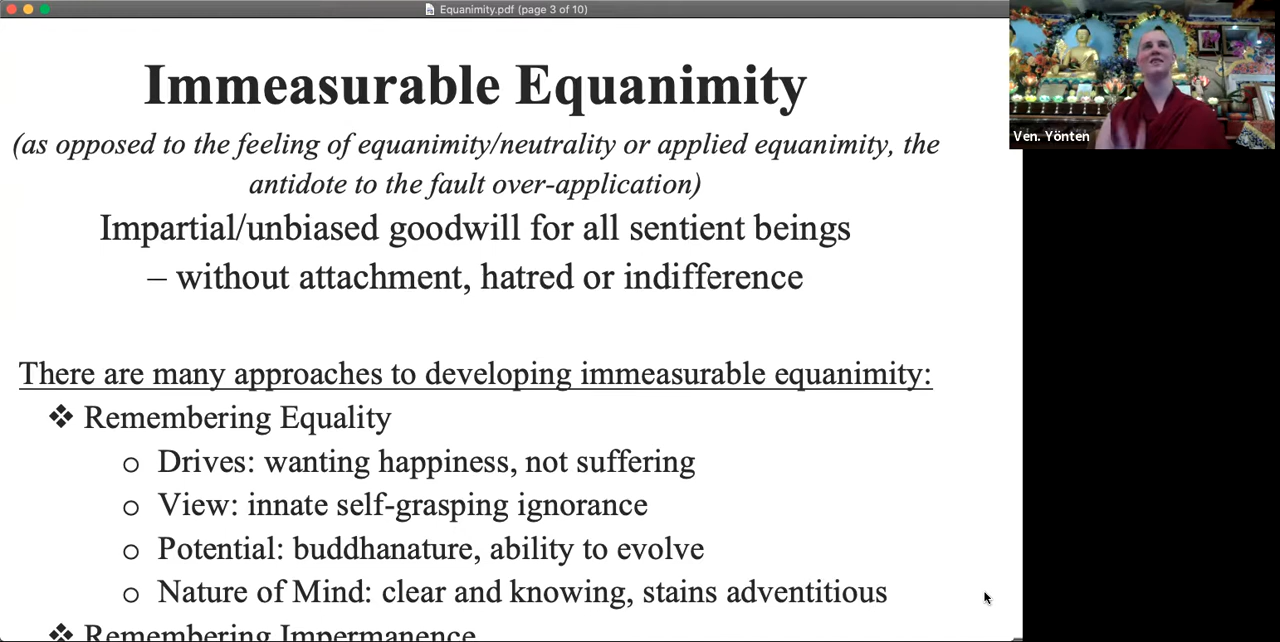 Equanimity.pdf (page 3 of 10)
Immeasurable Equanimity
(as opposed to the feeling of equanimity/neutrality or applied equanimity, the
antidote to the fault over-application)
Impartial/unbiased goodwill for all sentient beings
– without attachment, hatred or indifference
There are many approaches to developing immeasurable equanimity:
❖ Remembering Equality
o Drives: wanting happiness, not suffering
o View: innate self-grasping ignorance
o Potential: buddhanature, ability to evolve
o Nature of Mind: clear and knowing, stains adventitious
❖ Remembering Impermanence
Ven. Yönten